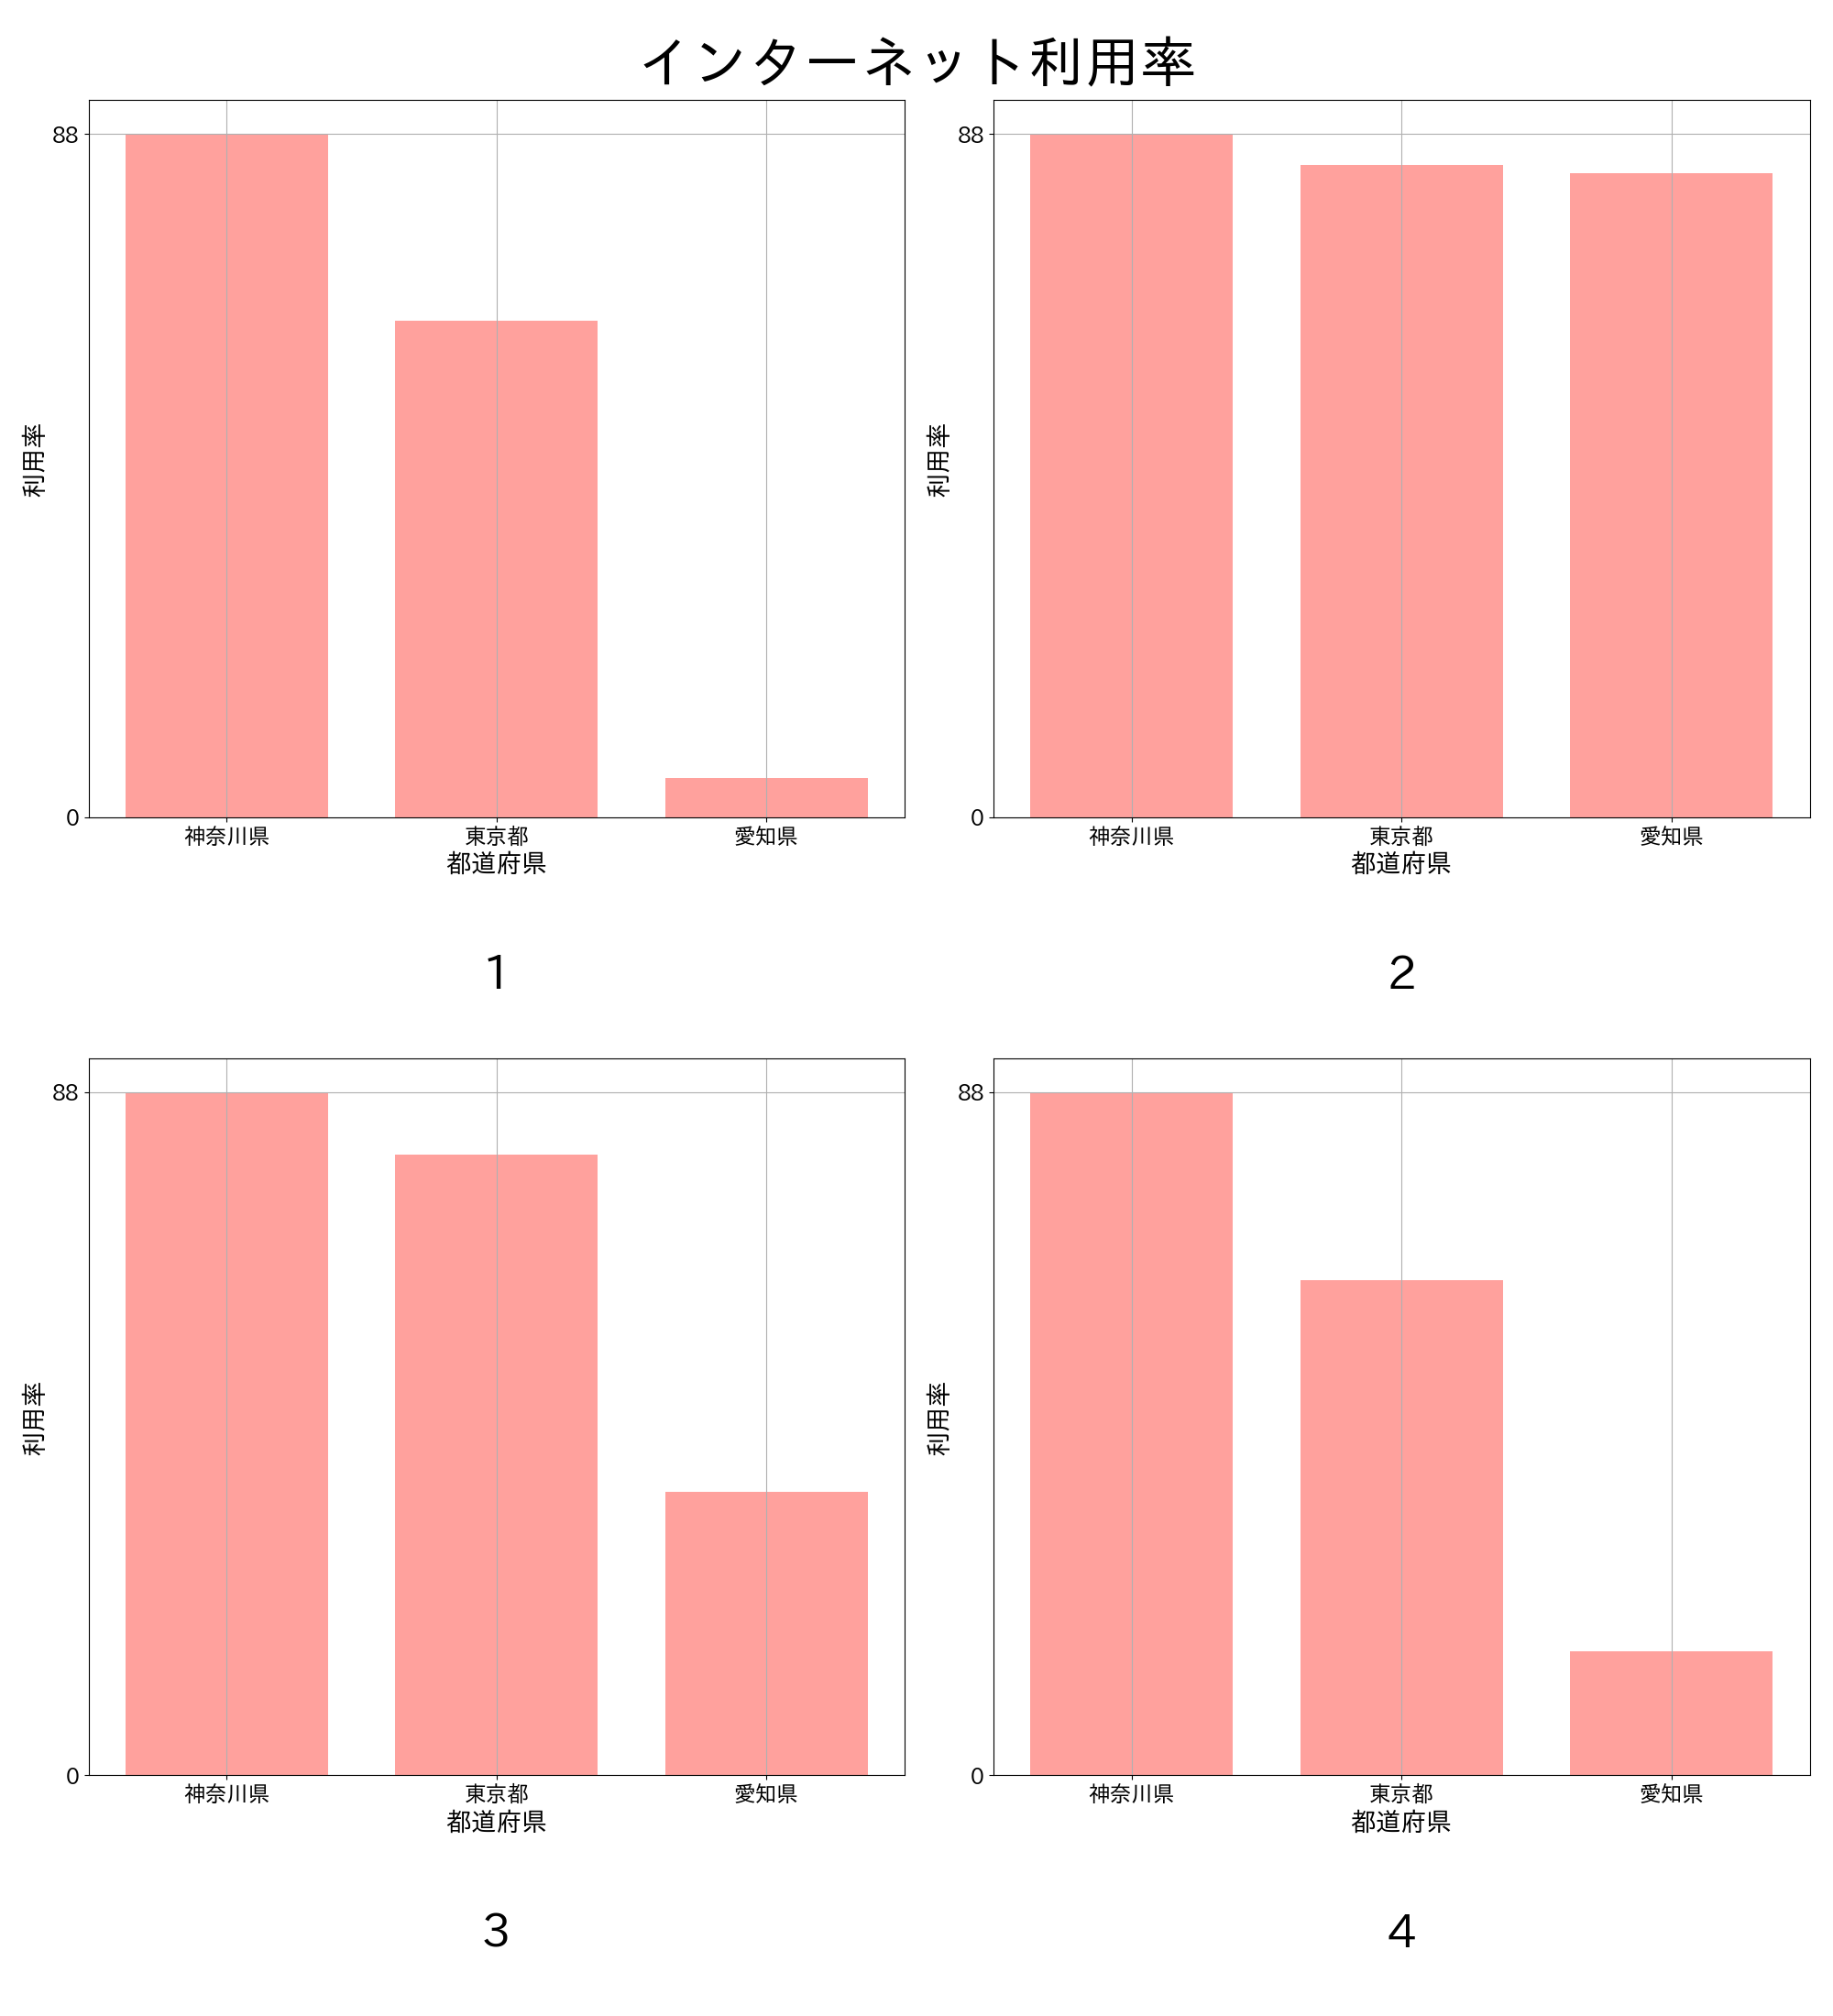 インターネット利用率
88
0
利用率
神奈川県 東京都 愛知県
都道府県
1
88
0
利用率
神奈川県 東京都 愛知県
都道府県
2
88
0
利用率
神奈川県 東京都 愛知県
都道府県
3
88
0
利用率
神奈川県 東京都 愛知県
都道府県
4